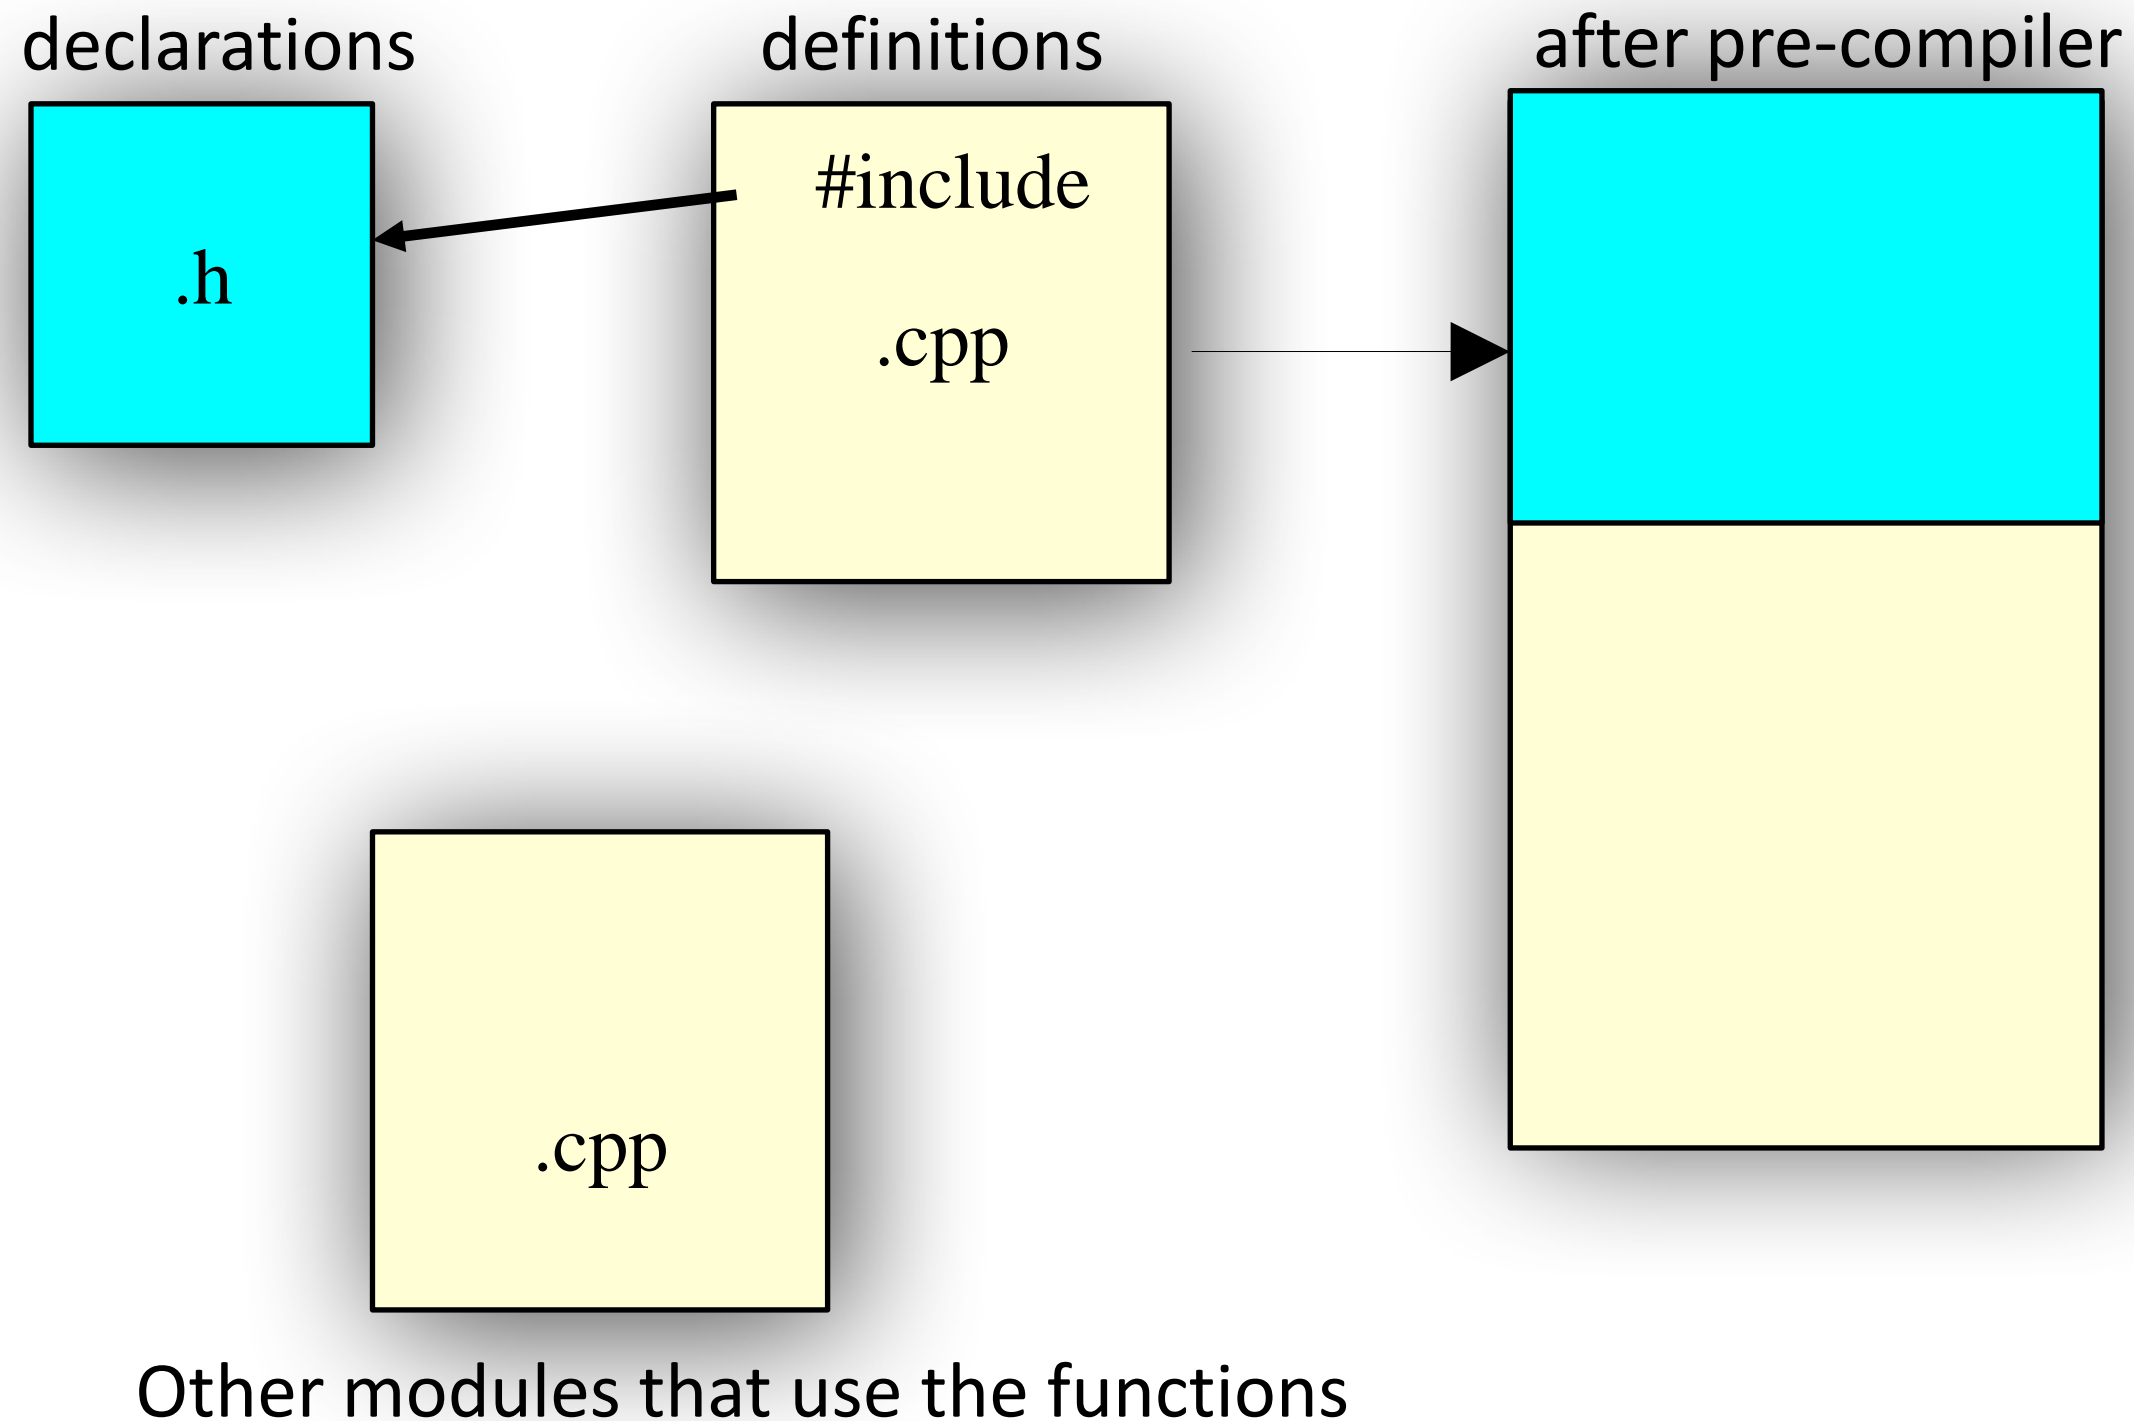 declarations
definitions
after pre-compiler
#include
.h
.cpp
.cpp
Other modules that use the functions